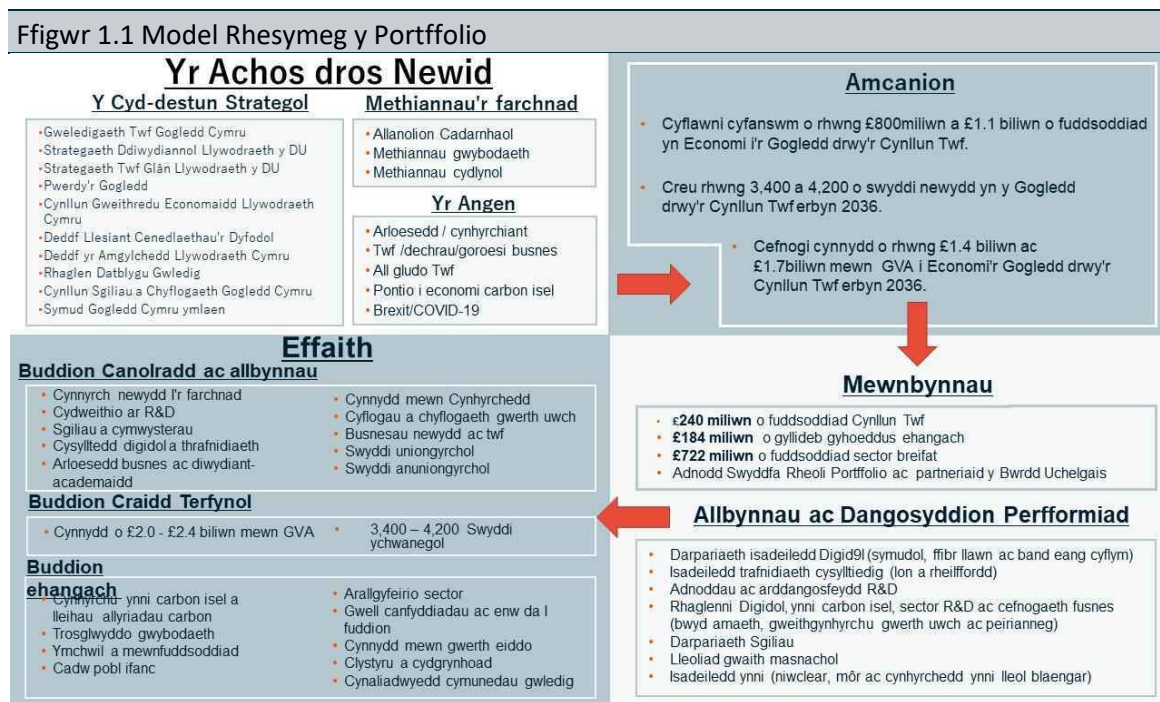 Ffigwr 1.1 Model Rhesymeg y Portffolio
Yr Achos dros Newid
Y Cyd-destun Strategol
•Gweledigaeth Twf Gogledd Cymru
•Strategaeth Ddiwydiannol Llywodraeth y DU
•Strategaeth Twf Glân Llywodraeth y DU
•Pwerdy'r Gogledd
•Cynllun Gweithredu Economaidd Llywodraeth
Cymru
•Deddf Llesiant Cenedlaethau'r Dyfodol
•Deddf yr Amgylchedd Llywodraeth Cymru
•Rhaglen Datblygu Gwledig
•Cynllun Sgiliau a Chyflogaeth Gogledd Cymru
•Symud Gogledd Cymru ymlaen
Methiannau'r farchnad
• Allanolion Cadarnhaol
• Methiannau gwybodaeth
• Methiannau cydlynol
Yr Angen
• Arloesedd / cynhyrchiant
• Twf /dechrau/goroesi busnes
• All gludo Twf
• Pontio i economi carbon isel
• Brexit/COVID-19
Amcanion
• Cyflawni cyfanswm o rhwng £800miliwn a £1.1 biliwn o fuddsoddiad
yn Economi i'r Gogledd drwy'r Cynllun Twf.
• Creu rhwng 3,400 a 4,200 o swyddi newydd yn y Gogledd
drwy'r Cynllun Twf erbyn 2036.
• Cefnogi cynnydd o rhwng £1.4 biliwn ac
£1.7biliwn mewn GVA i Economi'r Gogledd drwy'r
Cynllun Twf erbyn 2036.
Mewnbynnau
• £240 miliwn o fuddsoddiad Cynllun Twf
• £184 miliwn o gyllideb gyhoeddus ehangach
• £722 miliwn o fuddsoddiad sector breifat
• Adnodd Swyddfa Rheoli Portffolio ac partneriaid y Bwrdd Uchelgais
Allbynnau ac Dangosyddion Perfformiad
• Darpariaeth isadeiledd Digid9l (symudol, ffibr llawn ac band eang cyflym)
• Isadeiledd trafnidiaeth cysylltiedig (lon a rheilffordd)
• Adnoddau ac arddangosfeydd R&D
• Rhaglenni Digidol, ynni carbon isel, sector R&D ac cefnogaeth fusnes
(bwyd amaeth, gweithgynhyrchu gwerth uwch ac peirianneg)
• Darpariaeth Sgiliau
• Lleoliad gwaith masnachol
• Isadeiledd ynni (niwclear, môr ac cynhyrchedd ynni lleol blaengar)
Effaith
Buddion Canolradd ac allbynnau
• Cynnyrch newydd I'r farchnad
• Cydweithio ar R&D
• Sgiliau a cymwysterau
• Cysylltedd digidol a thrafnidiaeth
• Arloesedd busnes ac diwydiant-
academaidd
• Cynnydd mewn Cynhyrchedd
• Cyflogau a chyflogaeth gwerth uwch
• Busnesau newydd ac twf
• Swyddi uniongyrchol
• Swyddi anuniongyrchol
Buddion Craidd Terfynol
• Cynnydd o £2.0 - £2.4 biliwn mewn GVA
• 3,400 – 4,200 Swyddi
ychwanegol
Buddion
ehangach
• Cynhyrchu ynni carbon isel a
lleihau allyriadau carbon
• Trosglwyddo gwybodaeth
• Ymchwil a mewnfuddsoddiad
• Cadw pobl ifanc
• Arallgyfeirio sector
• Gwell canfyddiadau ac enw da I
fuddion
• Cynnydd mewn gwerth eiddo
• Clystyru a cydgrynhoad
• Cynaliadwyedd cymunedau gwledig